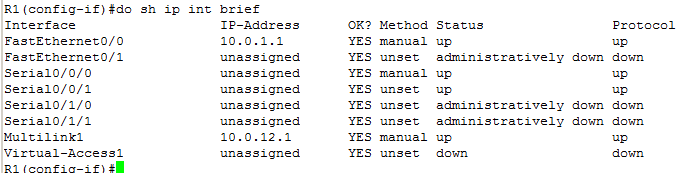 R1(config-if)#do sh ip int brief
Interface                  IP-Address      OK? Method Status                Protocol
FastEthernet0/0            10.0.1.1        YES manual up                    up
FastEthernet0/1            unassigned      YES unset  administratively down down
Serial0/0/0                unassigned      YES manual up                    up
Serial0/0/1                unassigned      YES unset  up                    up
Serial0/1/0                unassigned      YES unset  administratively down down
Serial0/1/1                unassigned      YES unset  administratively down down
Multilink1                 10.0.12.1       YES manual up                    up
Virtual-Access1            unassigned      YES unset  down                  down
R1(config-if)#